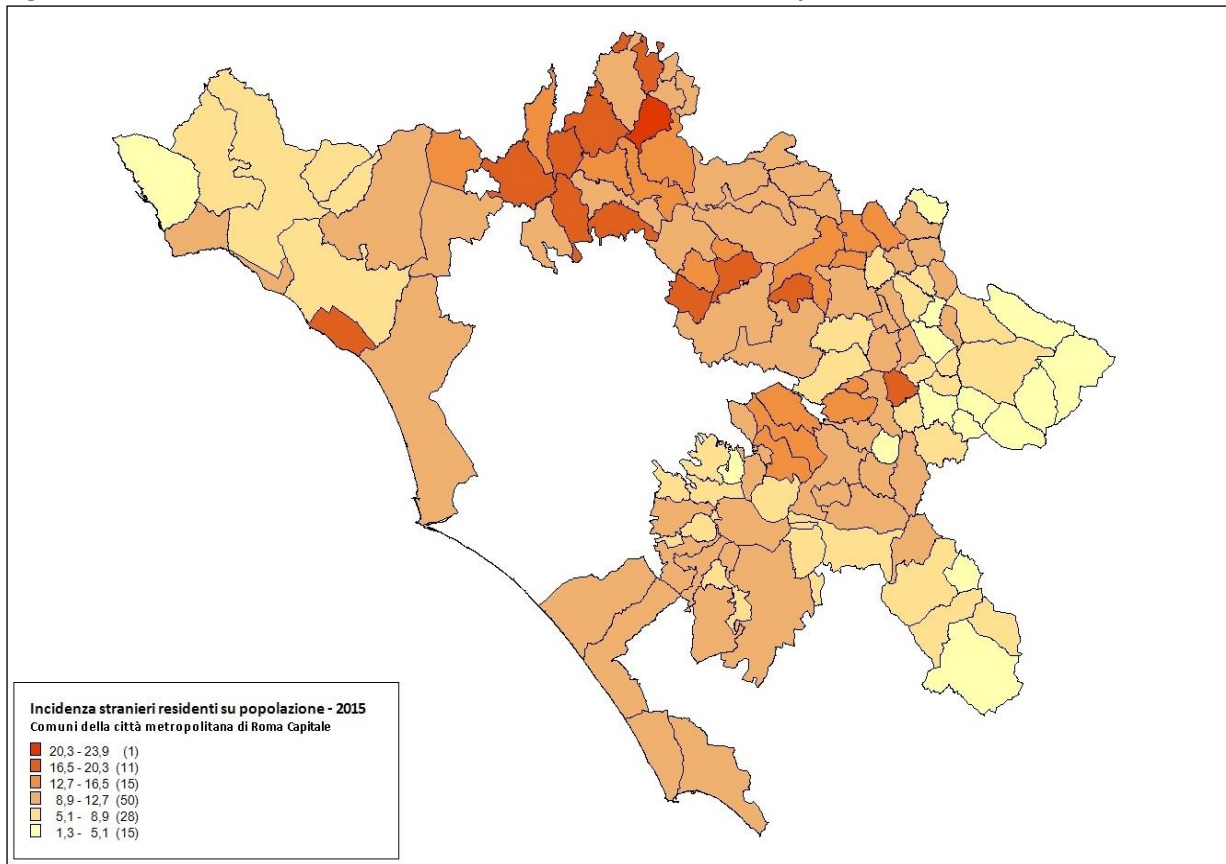 Incidenza stranieri residenti su popolazione - 2015
Comuni della città metropolitana di Roma Capitale
20,3 - 23,9 (1)
16,5 - 20,3 (11)
12,7 - 16,5 (15)
8,9 - 12,7 (50)
5,1 - 8,9 (28)
1,3 - 5,1 (15)